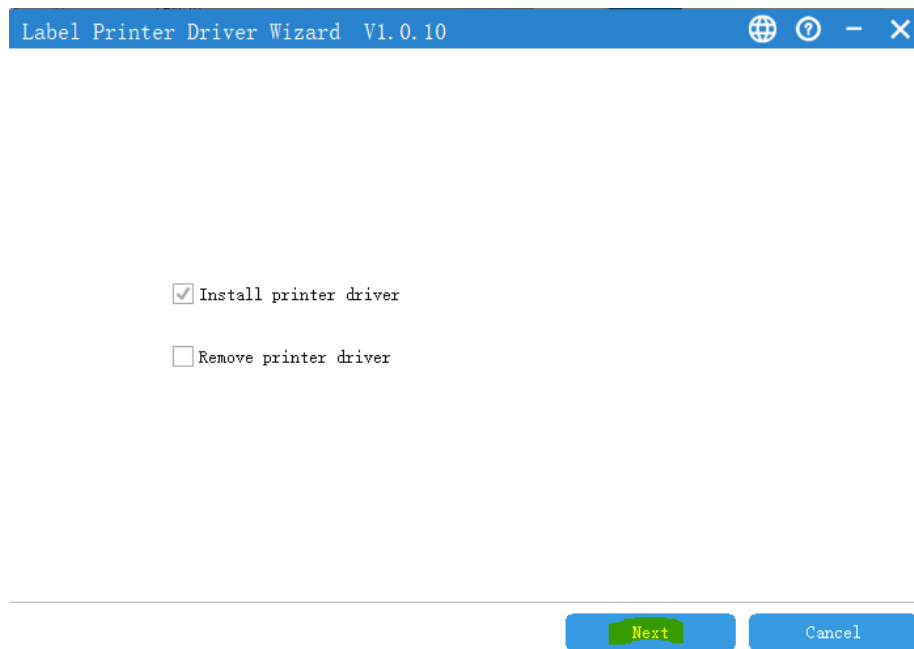 Label Printer Driver Wizard V1.0.10
Install printer driver
Remove printer driver
Next
Cancel